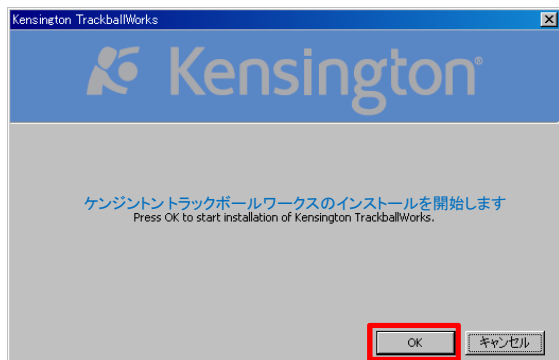 Kensington TrackballWorks
Kensington®
ケンジントントラックボールワークスのインストールを開始します
Press OK to start installation of Kensington TrackballWorks.
OK キャンセル